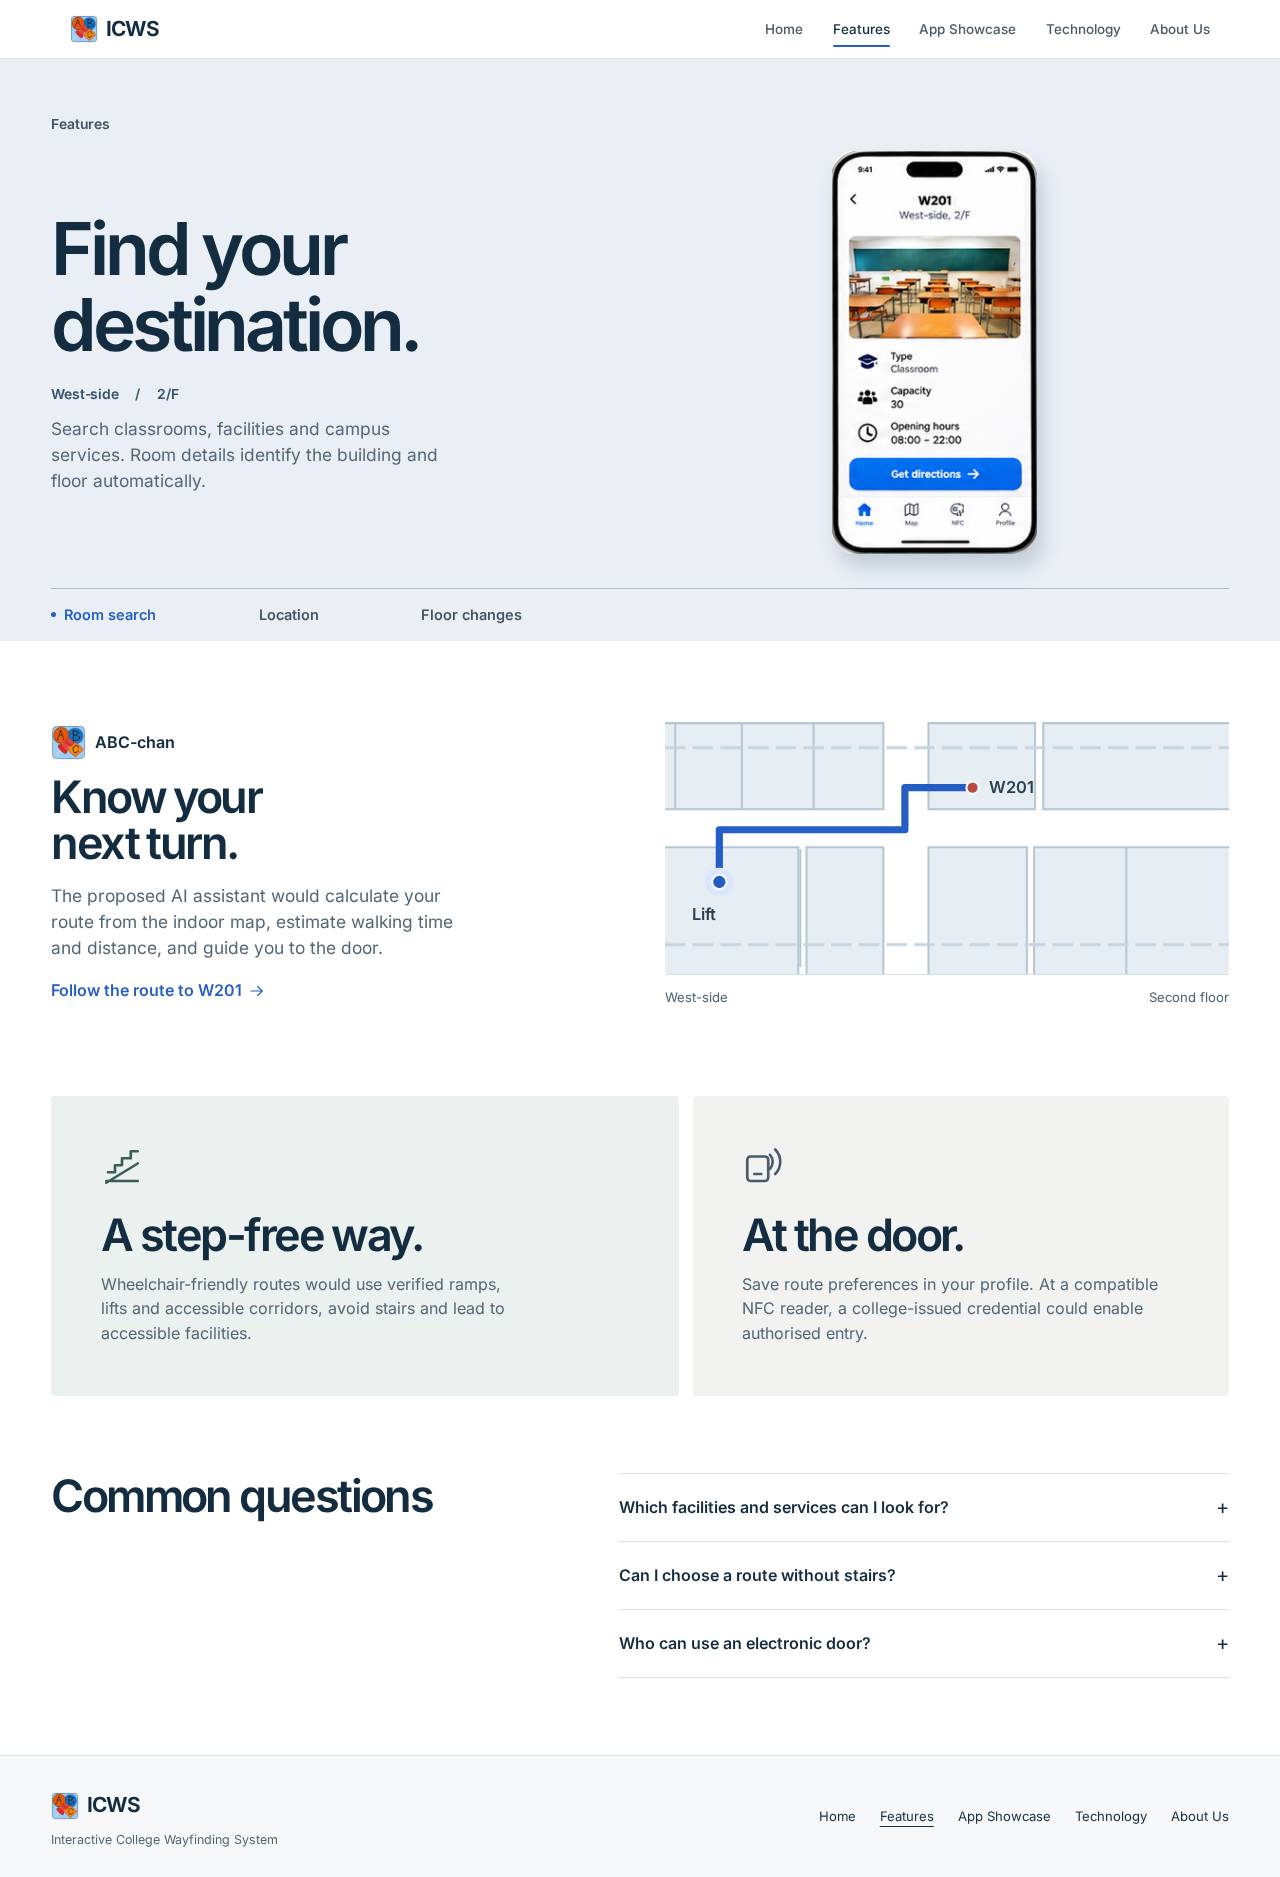 ICWS
Home Features App Showcase Technology About Us
Features
Find your
destination.
West-side / 2/F
Search classrooms, facilities and campus
services. Room details identify the building and
floor automatically.
9:41
W201
West-side, 2/F
Type
Classroom
Capacity
30
Opening hours
08:00 - 22:00
Get directions →
Home Map NFC Profile
Room search Location Floor changes
ABC-chan
Know your
next turn.
The proposed AI assistant would calculate your
route from the indoor map, estimate walking time
and distance, and guide you to the door.
Follow the route to W201 →
W201
Lift
West-side Second floor
A step-free way.
Wheelchair-friendly routes would use verified ramps,
lifts and accessible corridors, avoid stairs and lead to
accessible facilities.
At the door.
Save route preferences in your profile. At a compatible
NFC reader, a college-issued credential could enable
authorised entry.
Common questions
Which facilities and services can I look for? +
Can I choose a route without stairs? +
Who can use an electronic door? +
ICWS
Interactive College Wayfinding System
Home Features App Showcase Technology About Us